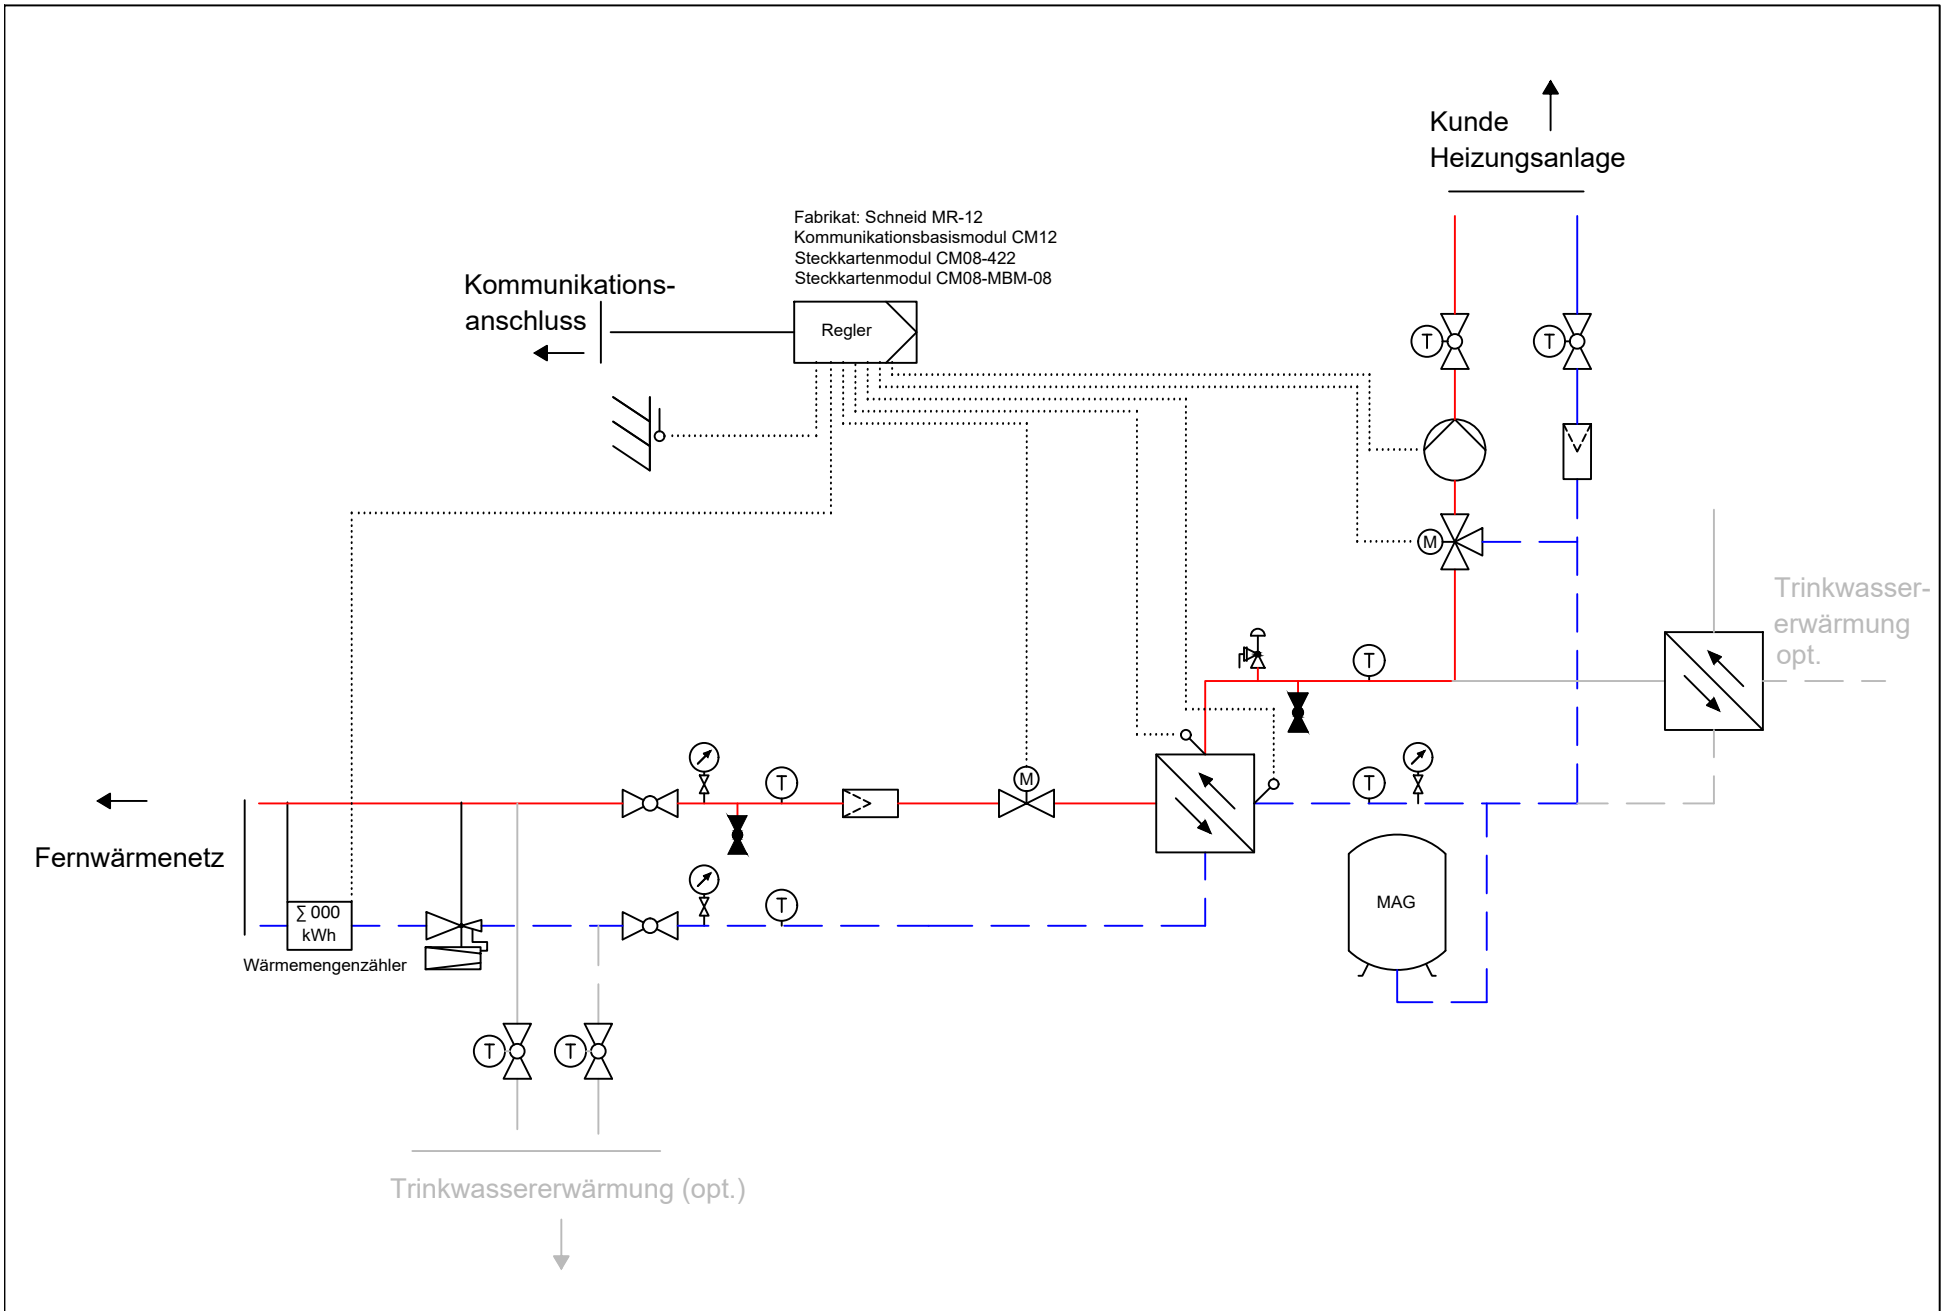 Kunde
Heizungsanlage
Fabrikat: Schneid MR-12
Kommunikationsbasismodul CM12
Steckkartenmodul CM08-422
Steckkartenmodul CM08-MBM-08
Kommunikations-
anschluss
Regler
T
T
M
Trinkwasser-
erwärmung
opt.
T
T
M
T
Fernwärmenetz
MAG
T
∑ 000
kWh
Wärmemengenzähler
T
T
Trinkwassererwärmung (opt.)